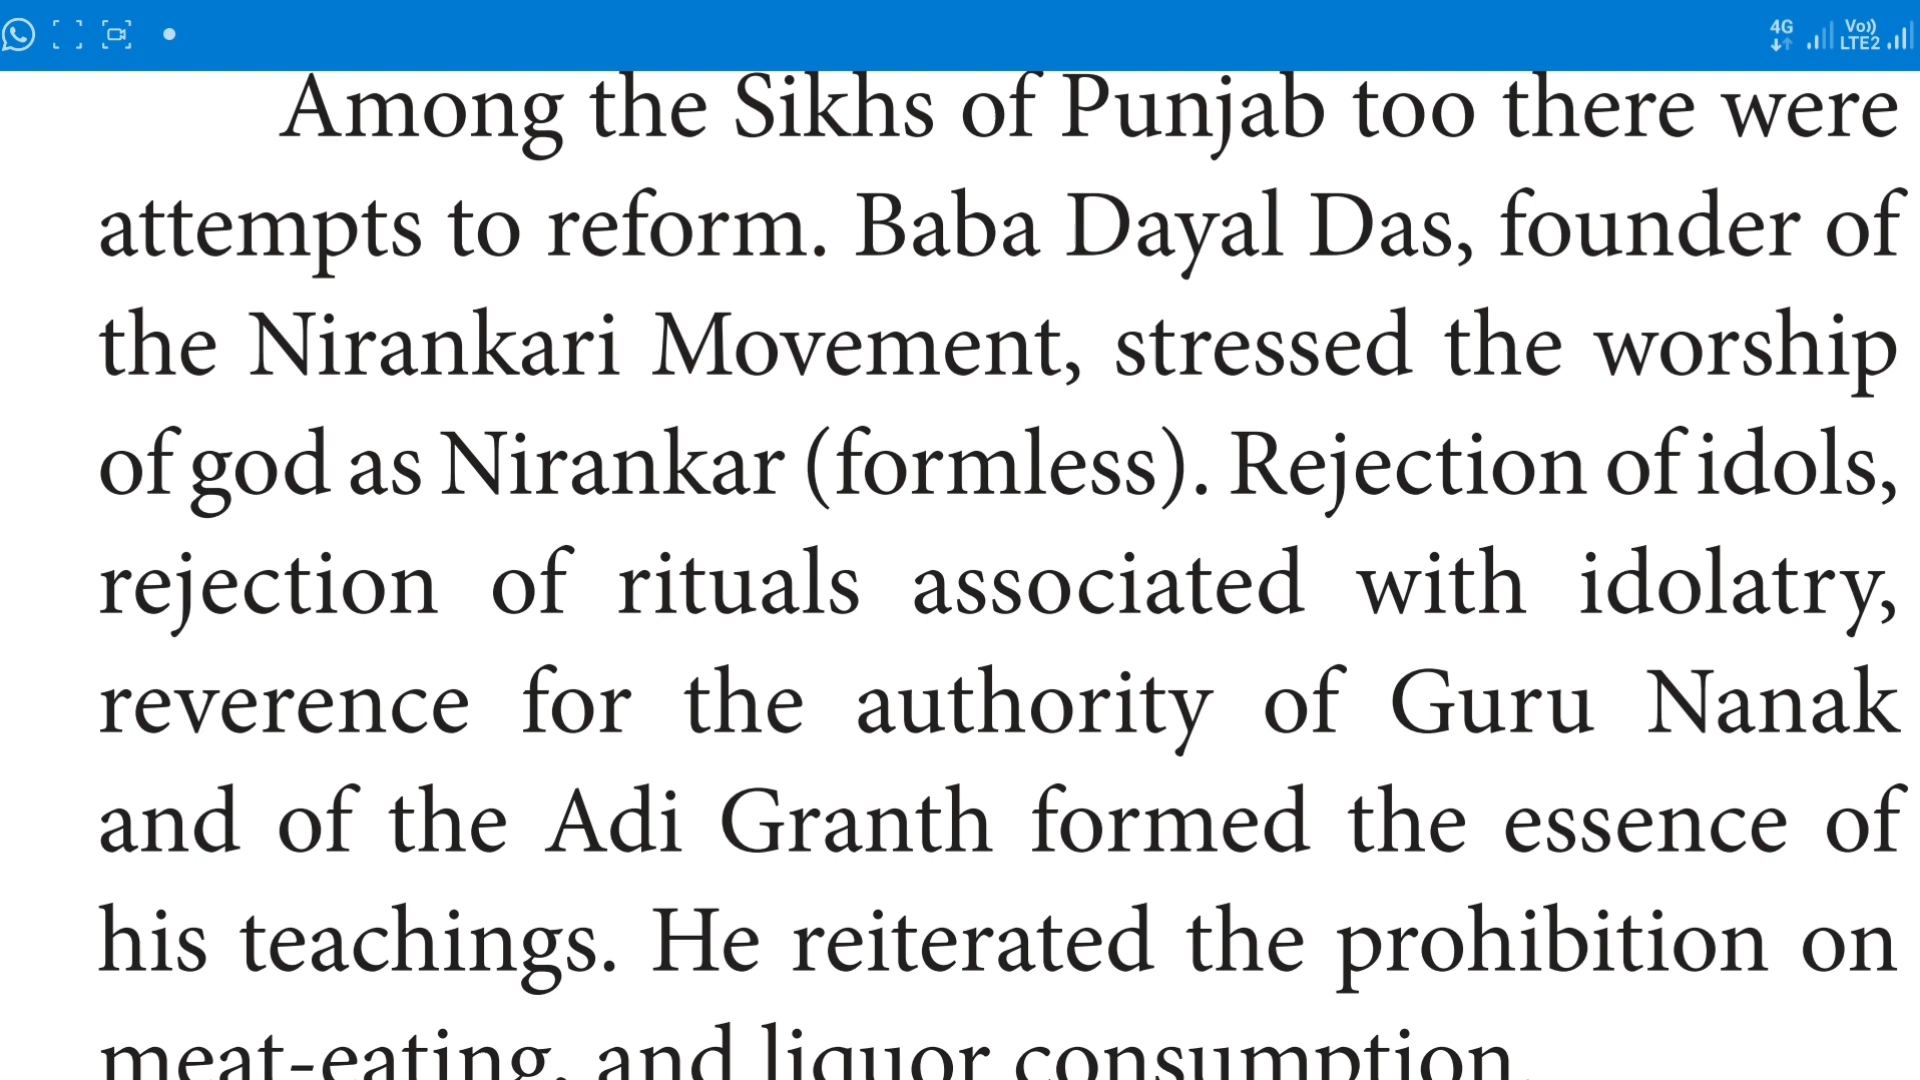 4G Vo))
LTE2
Among the Sikhs of Punjab too there were
attempts to reform. Baba Dayal Das, founder of
the Nirankari Movement, stressed the worship
of god as Nirankar (formless). Rejection of idols,
rejection of rituals associated with idolatry,
reverence for the authority of Guru Nanak
and of the Adi Granth formed the essence of
his teachings. He reiterated the prohibition on
meat-eating, and liquor consumption.